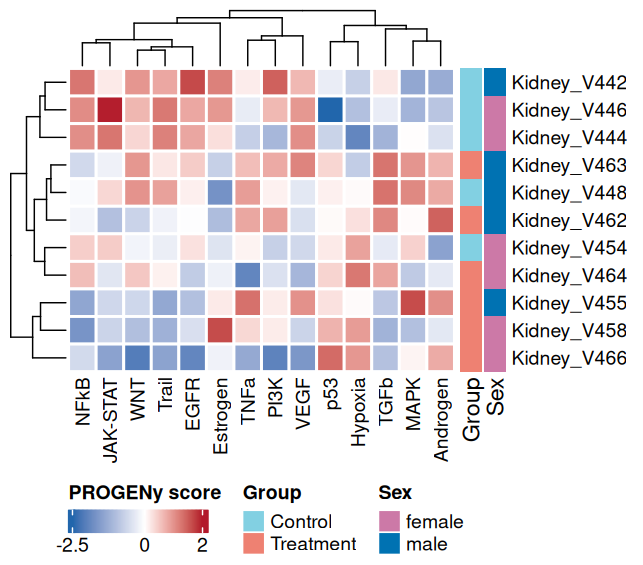 Kidney_V442
Kidney_V446
Kidney_V444
Kidney_V463
Kidney_V448
Kidney_V462
Kidney_V454
Kidney_V464
Kidney_V455
Kidney_V458
Kidney_V466
NFkB
JAK-STAT
WNT
Trail
EGFR
Estrogen
TNFa
PI3K
VEGF
p53
Hypoxia
TGFb
MAPK
Androgen
Group
Sex
PROGENy score
-2.5 0 2
Group
Control
Treatment
Sex
female
male